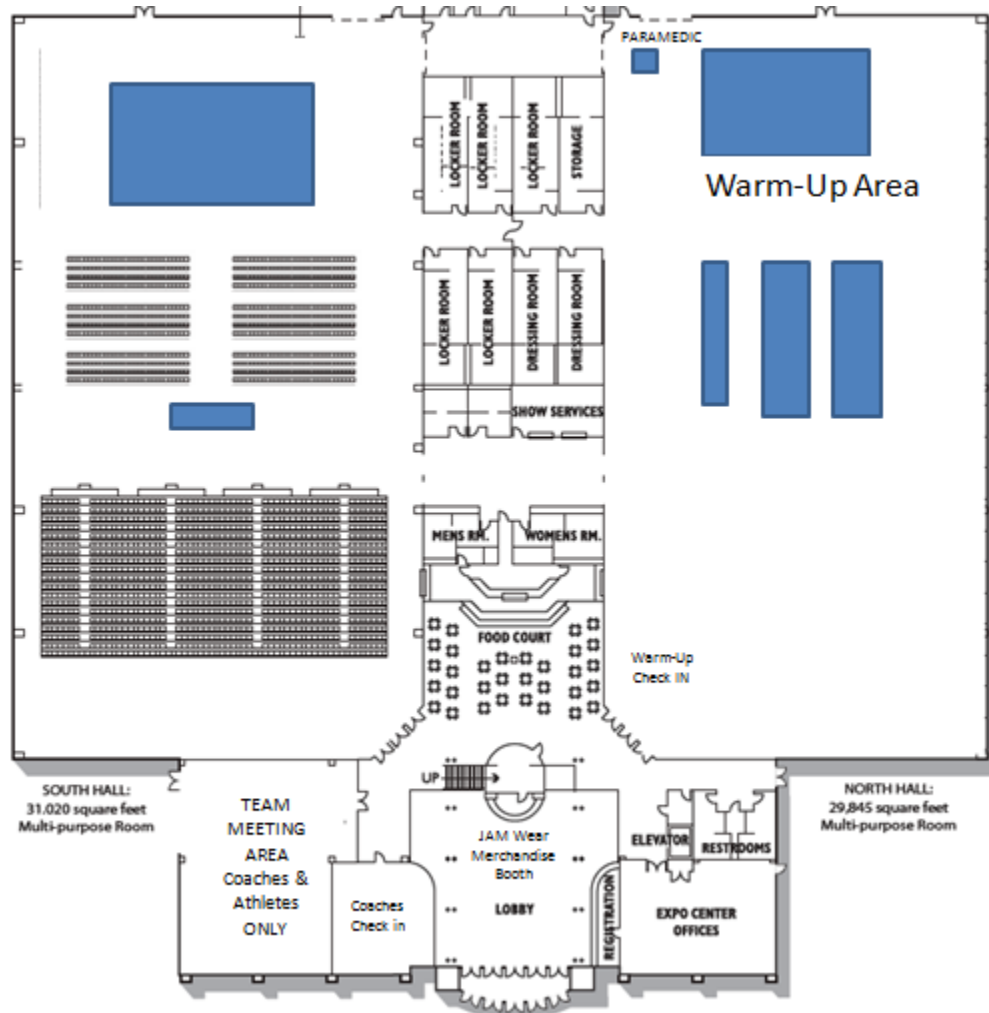 PARAMEDIC
LOCKER ROOM
LOCKER ROOM
LOCKER ROOM
STORAGE
Warm-Up Area
LOCKER ROOM
LOCKER ROOM
DRESSING ROOM
DRESSING ROOM
SHOW SERVICES
MENS RM.
WOMENS RM.
FOOD COURT
Warm-Up
Check IN
UP
SOUTH HALL:
31.020 square feet
Multi-purpose Room
NORTH HALL:
29,845 square feet
Multi-purpose Room
TEAM
MEETING
AREA
Coaches &
Athletes
ONLY
Coaches
Check in
JAM Wear
Merchandise
Booth
LOBBY
REGISTRATION
ELEVATOR
RESTROOMS
EXPO CENTER
OFFICES